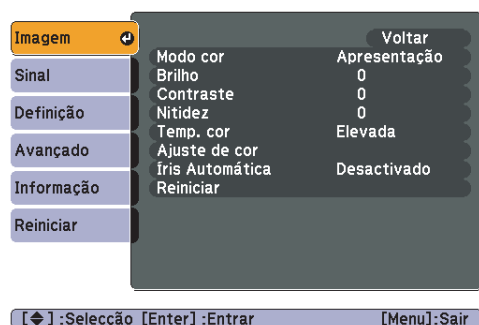 Imagem
Sinal
Definição
Avançado
Informação
Reiniciar
Voltar
Modo cor Apresentação
Brilho 0
Contraste 0
Nitidez 0
Temp. cor Elevada
Ajuste de cor
Íris Automática Desactivado
Reiniciar
[◆] :Selecção [Enter] :Entrar [Menu]:Sair